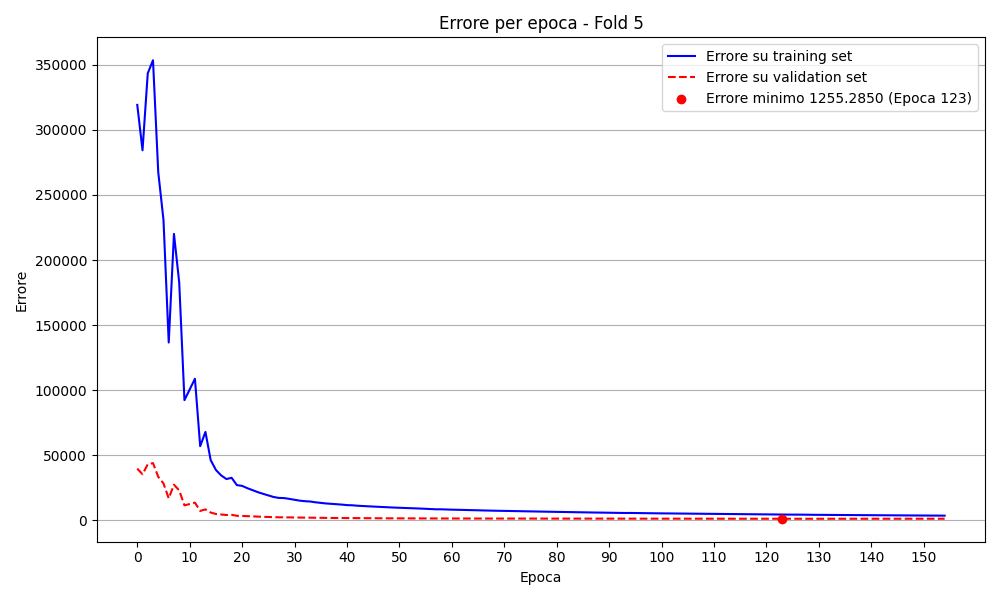 Errore per epoca - Fold 5
Errore su training set
Errore su validation set
Errore minimo 1255.2850 (Epoca 123)
Errore
350000
300000
250000
200000
150000
100000
50000
0
0 10 20 30 40 50 60 70 80 90 100 110 120 130 140 150
Epoca